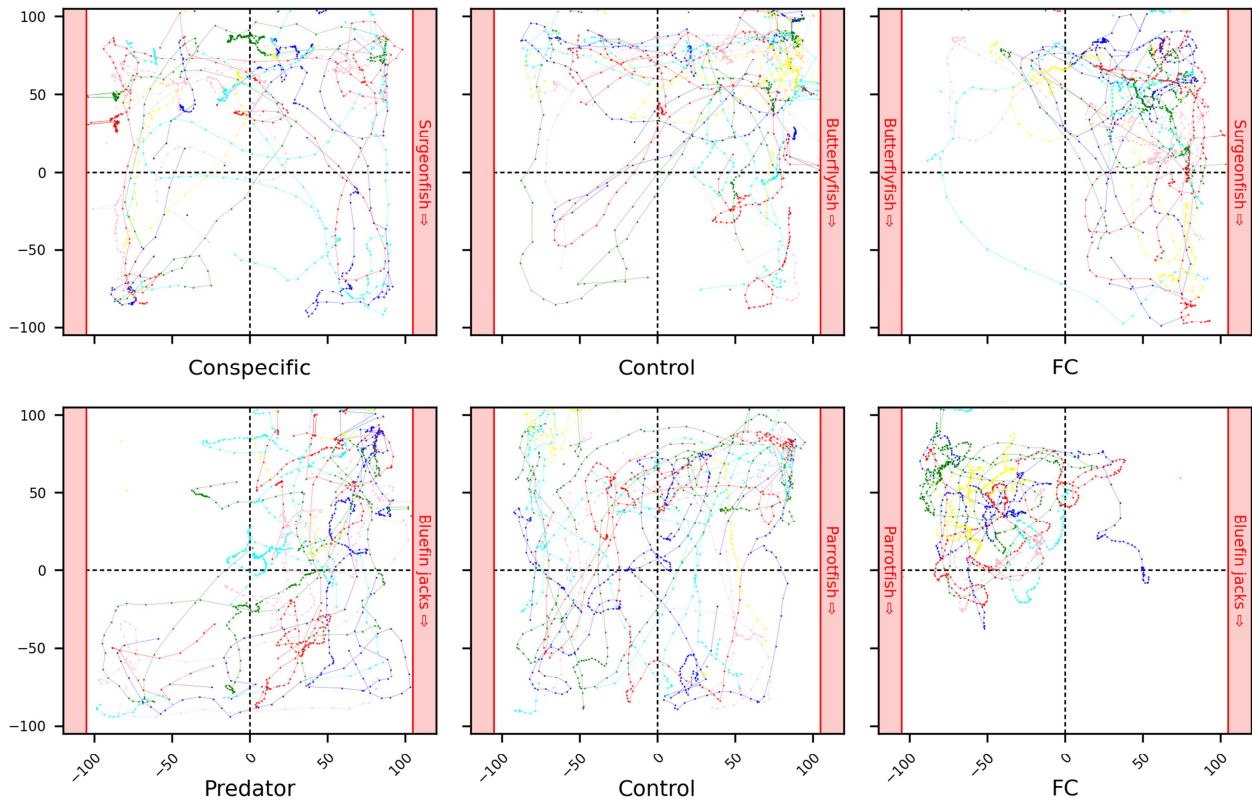 100
50
0
−50
−100
Surgeonfish ⇨
Butterflyfish ⇨
Butterflyfish ⇨
Surgeonfish ⇨
Conspecific
Control
FC
100
50
0
−50
−100
Bluefin jacks ⇨
Parrotfish ⇨
Parrotfish ⇨
Bluefin jacks ⇨
−100 −50 0 50 100
−100 −50 0 50 100
−100 −50 0 50 100
Predator
Control
FC